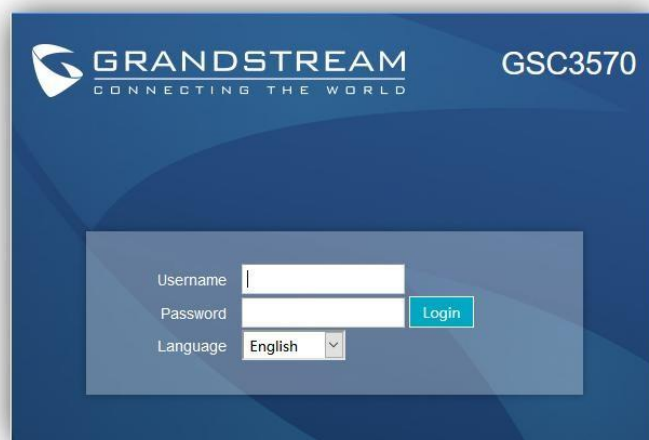 GRANDSTREAM
CONNECTING THE WORLD
GSC3570
Username
Password
Login
Language
English